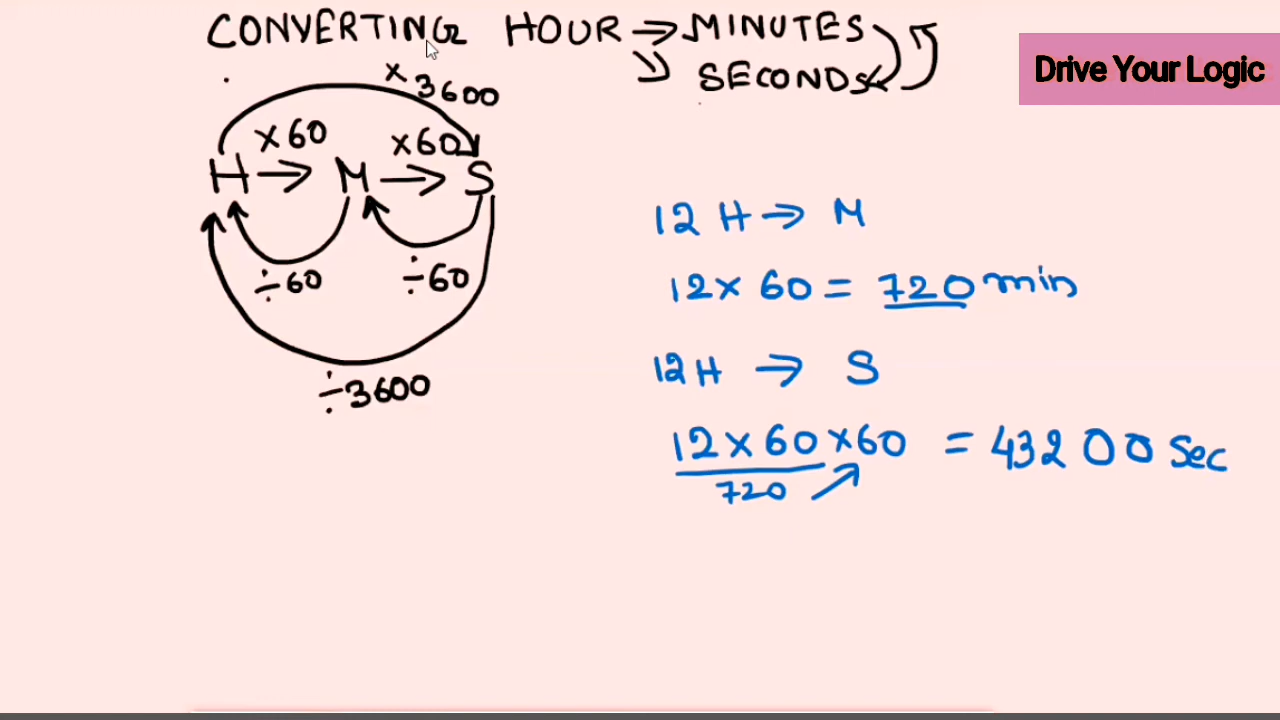 CONVERTING HOUR → MINUTES
SECONDS
Drive Your Logic
×3600
×60 ×60
H → M → S
÷60 ÷60
÷3600
12 H → M
12 × 60 = 720 min
12H → S
12 × 60 × 60 = 43200 Sec
720